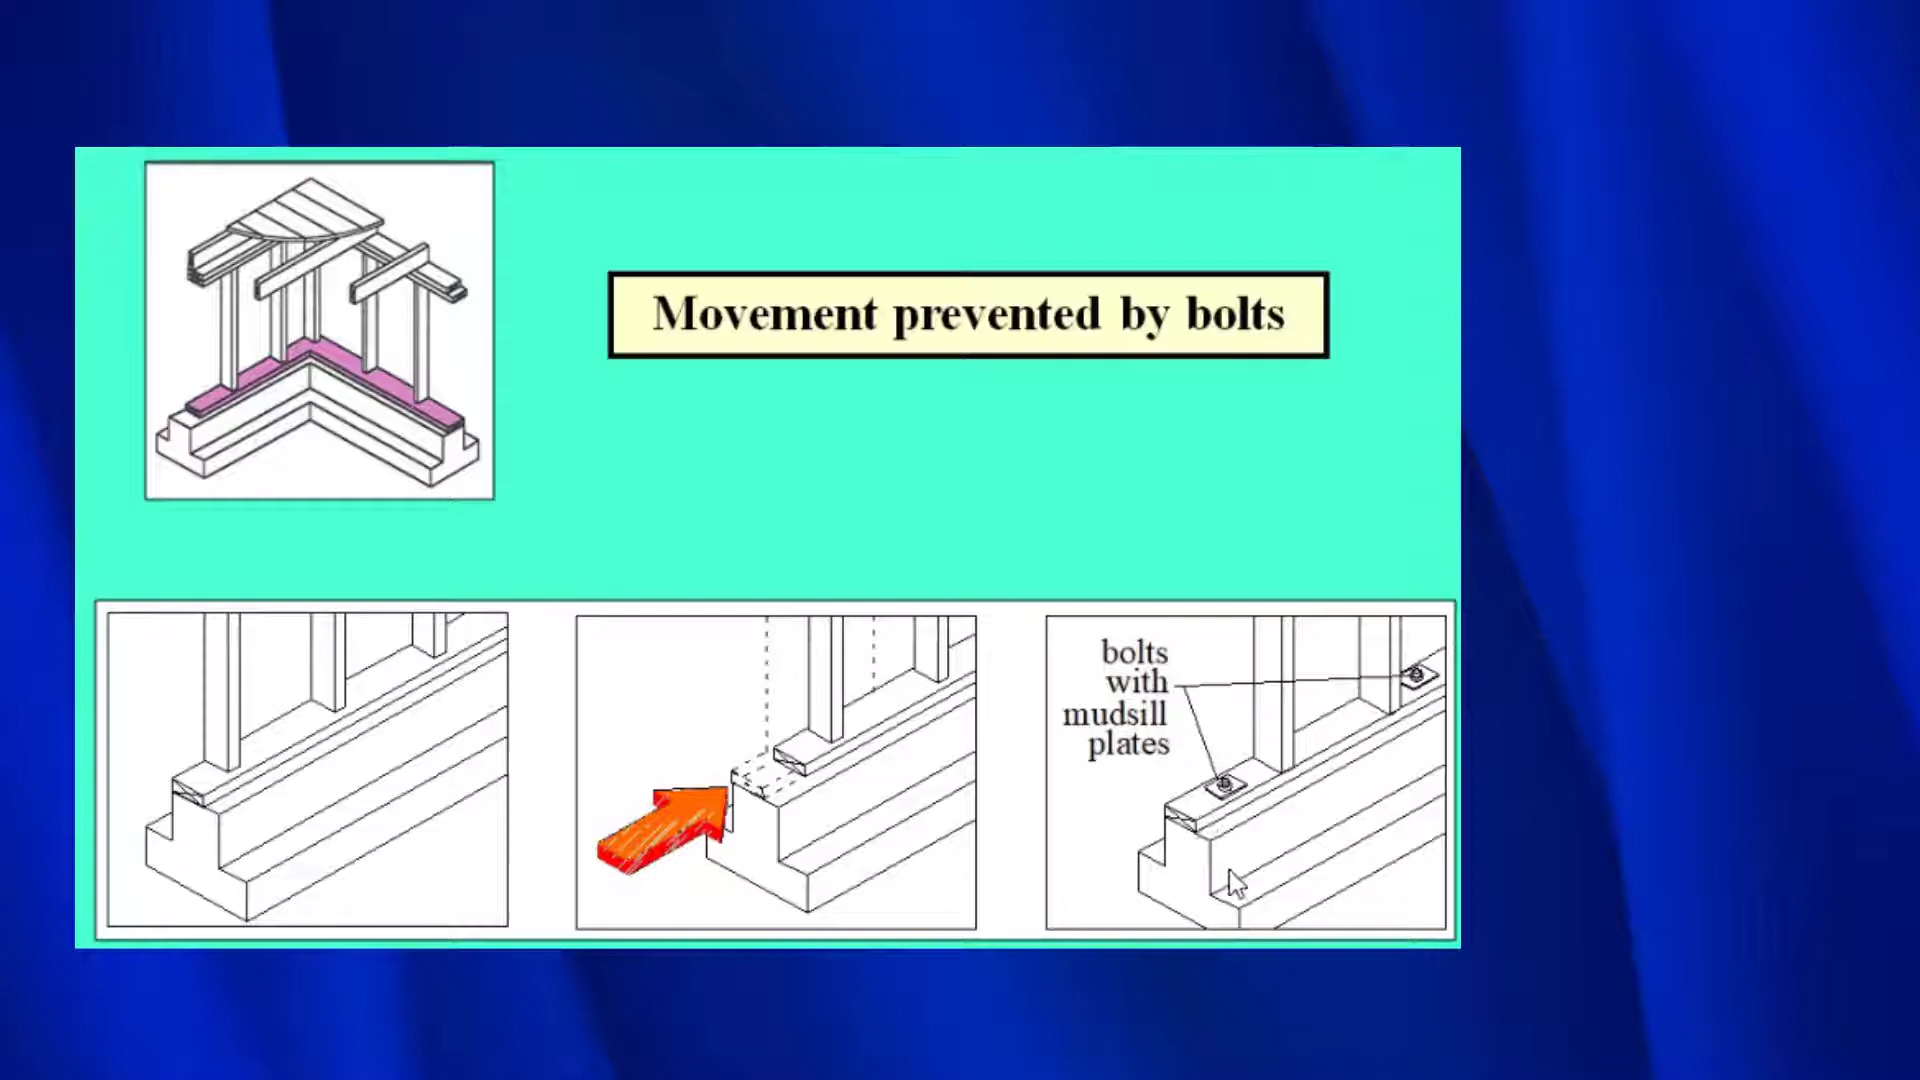 Movement prevented by bolts
bolts
with
mudsill
plates